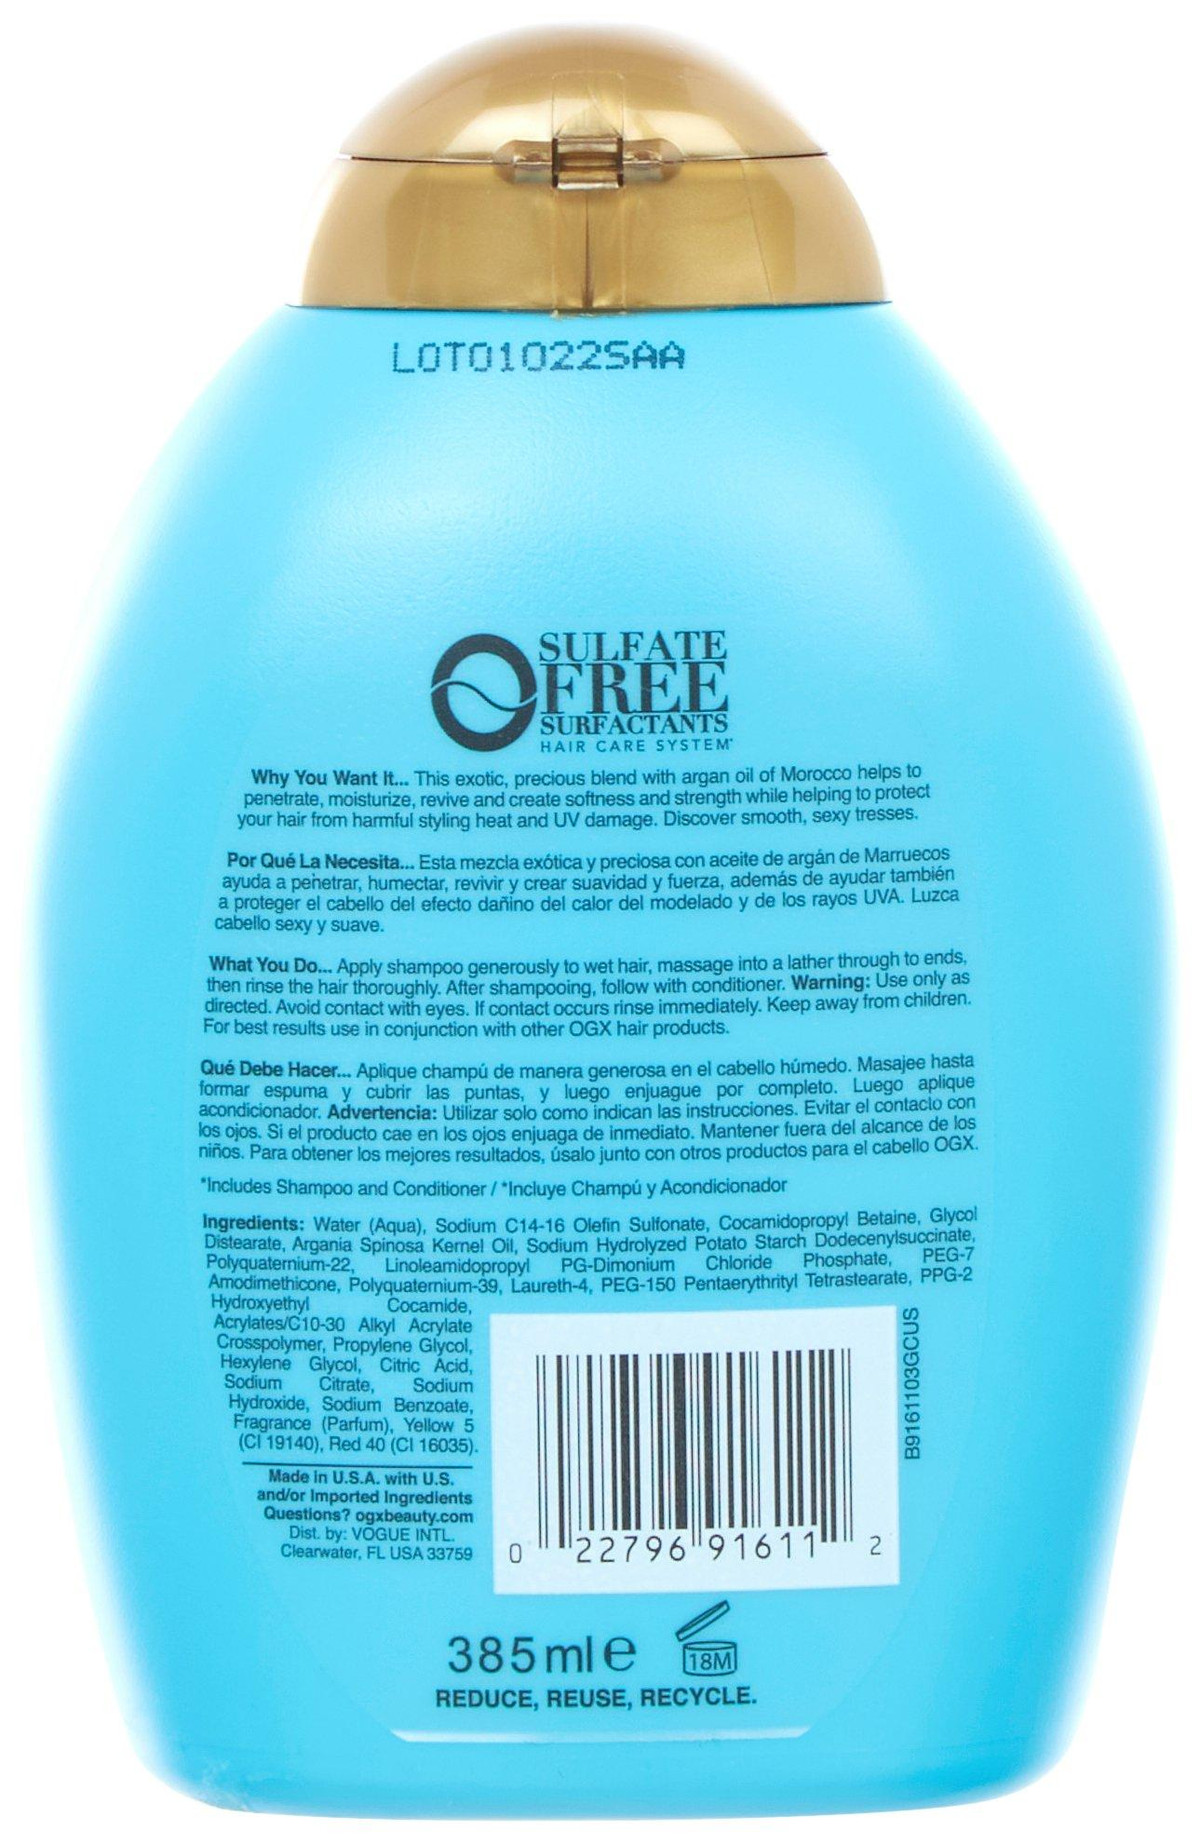 LOT01022SAA
SULFATE
FREE
SURFACTANTS
HAIR CARE SYSTEM*
Why You Want It... This exotic, precious blend with argan oil of Morocco helps to
penetrate, moisturize, revive and create softness and strength while helping to protect
your hair from harmful styling heat and UV damage. Discover smooth, sexy tresses.
Por Qué La Necesita... Esta mezcla exótica y preciosa con aceite de argán de Marruecos
ayuda a penetrar, humectar, revivir y crear suavidad y fuerza, además de ayudar también
a proteger el cabello del efecto dañino del calor del modelado y de los rayos UVA. Luzca
cabello sexy y suave.
What You Do... Apply shampoo generously to wet hair, massage into a lather through to ends,
then rinse the hair thoroughly. After shampooing, follow with conditioner. Warning: Use only as
directed. Avoid contact with eyes. If contact occurs rinse immediately. Keep away from children.
For best results use in conjunction with other OGX hair products.
Qué Debe Hacer... Aplique champú de manera generosa en el cabello húmedo. Masajee hasta
formar espuma y cubrir las puntas, y luego enjuague por completo. Luego aplique
acondicionador. Advertencia: Utilizar solo como indican las instrucciones. Evitar el contacto con
los ojos. Si el producto cae en los ojos enjuaga de inmediato. Mantener fuera del alcance de los
niños. Para obtener los mejores resultados, úsalo junto con otros productos para el cabello OGX.
*Includes Shampoo and Conditioner / *Incluye Champú y Acondicionador
Ingredients: Water (Aqua), Sodium C14-16 Olefin Sulfonate, Cocamidopropyl Betaine, Glycol
Distearate, Argania Spinosa Kernel Oil, Sodium Hydrolyzed Potato Starch Dodecenylsuccinate,
Polyquaternium-22, Linoleamidopropyl PG-Dimonium Chloride Phosphate, PEG-7
Amodimethicone, Polyquaternium-39, Laureth-4, PEG-150 Pentaerythrityl Tetrastearate, PPG-2
Hydroxyethyl Cocamide,
Acrylates/C10-30 Alkyl Acrylate
Crosspolymer, Propylene Glycol,
Hexylene Glycol, Citric Acid,
Sodium Citrate, Sodium
Hydroxide, Sodium Benzoate,
Fragrance (Parfum), Yellow 5
(CI 19140), Red 40 (CI 16035).
Made in U.S.A. with U.S.
and/or Imported Ingredients
Questions? ogxbeauty.com
Dist. by: VOGUE INTL.
Clearwater, FL USA 33759
B9161103GCUS
0 22796 91611 2
385 ml e
18M
REDUCE, REUSE, RECYCLE.